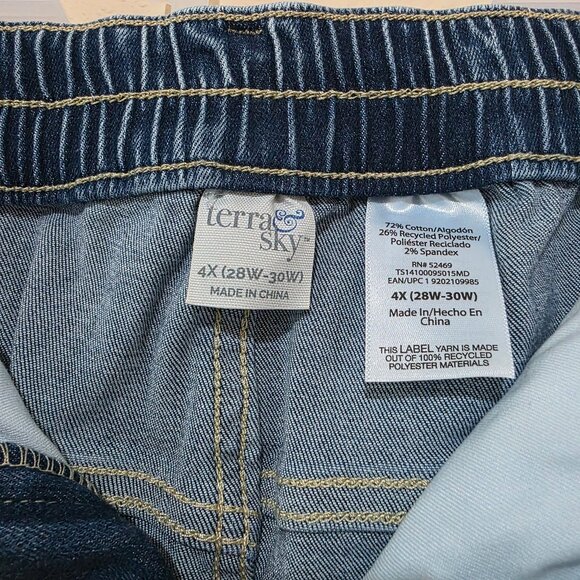 terra &
sky™
4X (28W-30W)
MADE IN CHINA
72% Cotton/Algodón
26% Recycled Polyester/
Poliéster Reciclado
2% Spandex
RN# 52469
TS14100095015MD
EAN/UPC 1 9202109985
4X (28W-30W)
Made in/Hecho En
China
THIS LABEL YARN IS MADE
OUT OF 100% RECYCLED
POLYESTER MATERIALS